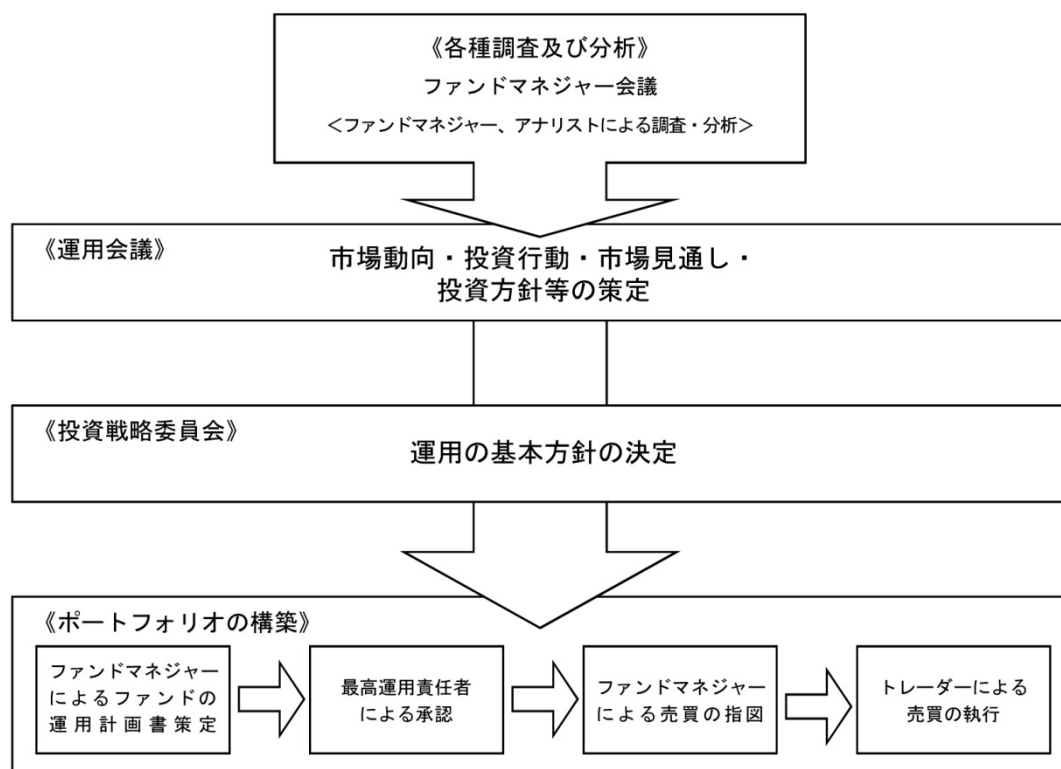 《各種調査及び分析》
ファンドマネジャー会議
＜ファンドマネジャー、アナリストによる調査・分析＞
《運用会議》
市場動向・投資行動・市場見通し・
投資方針等の策定
《投資戦略委員会》
運用の基本方針の決定
《ポートフォリオの構築》
ファンドマネジャー
によるファンドの
運用計画書策定
最高運用責任者
による承認
ファンドマネジャー
による売買の指図
トレーダーによる
売買の執行